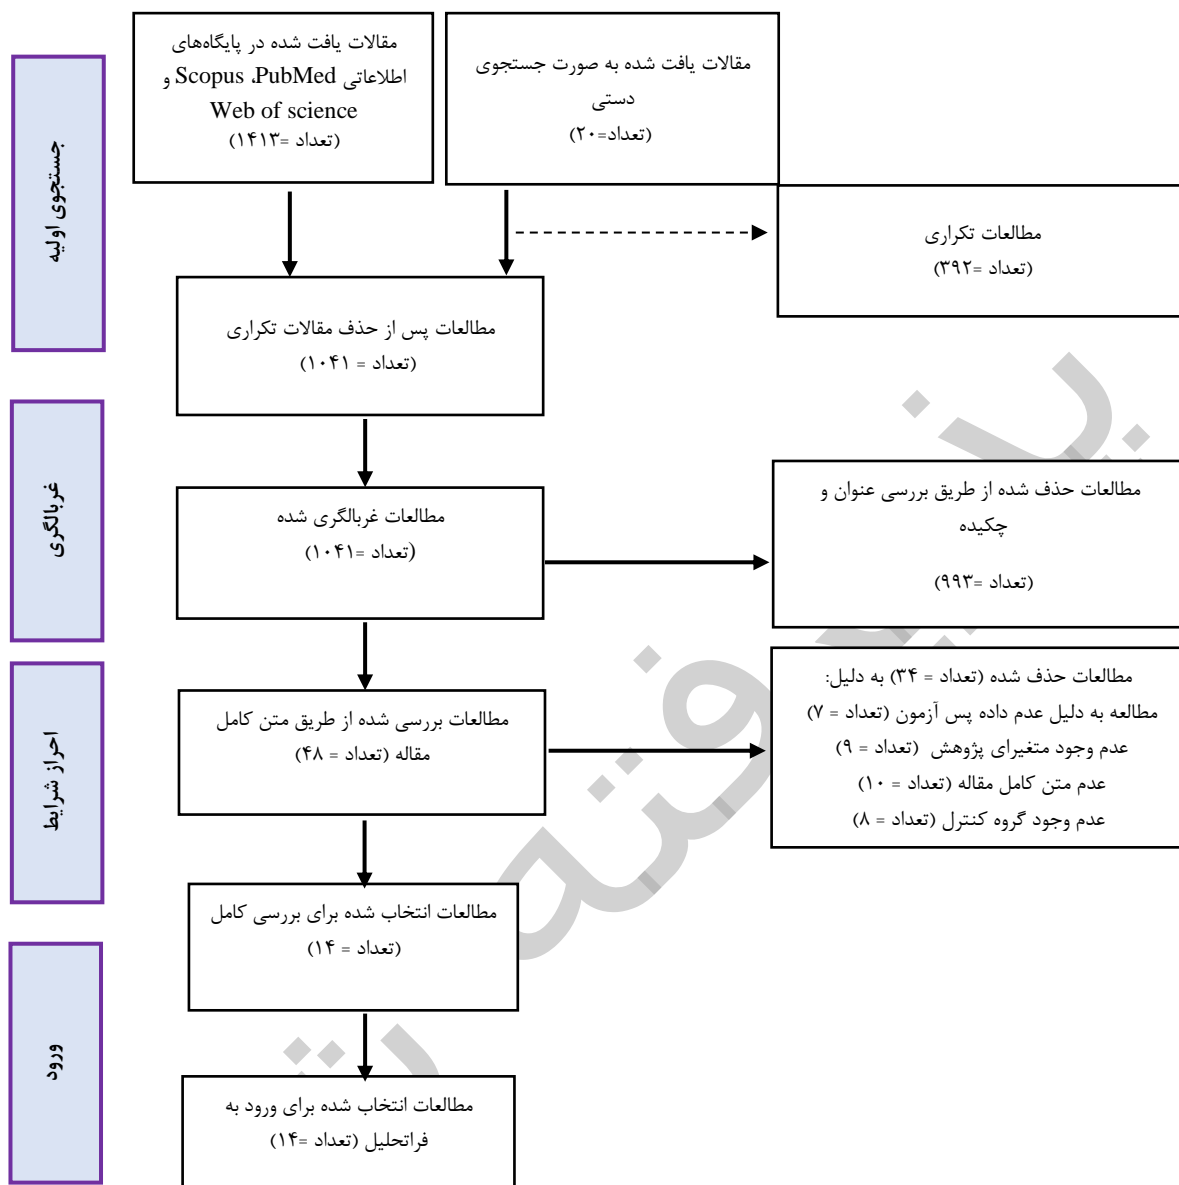 جستجوی اولیه
مقالات یافت شده در پایگاه‌های
اطلاعاتی Scopus ،PubMed و
Web of science
(تعداد =۱۴۱۳)
مقالات یافت شده به صورت جستجوی
دستی
(تعداد=۲۰)
مطالعات تکراری
(تعداد =۳۹۲)
مطالعات پس از حذف مقالات تکراری
(تعداد = ۱۰۴۱)
غربالگری
مطالعات غربالگری شده
(تعداد =۱۰۴۱)
مطالعات حذف شده از طریق بررسی عنوان و
چکیده
(تعداد =۹۹۳)
احراز شرایط
مطالعات بررسی شده از طریق متن کامل
مقاله (تعداد = ۴۸)
مطالعات حذف شده (تعداد = ۳۴) به دلیل:
مطالعه به دلیل عدم داده پس آزمون (تعداد = ۷)
عدم وجود متغیرای پژوهش (تعداد = ۹)
عدم متن کامل مقاله (تعداد = ۱۰)
عدم وجود گروه کنترل (تعداد = ۸)
مطالعات انتخاب شده برای بررسی کامل
(تعداد = ۱۴)
ورود
مطالعات انتخاب شده برای ورود به
فراتحلیل (تعداد =۱۴)